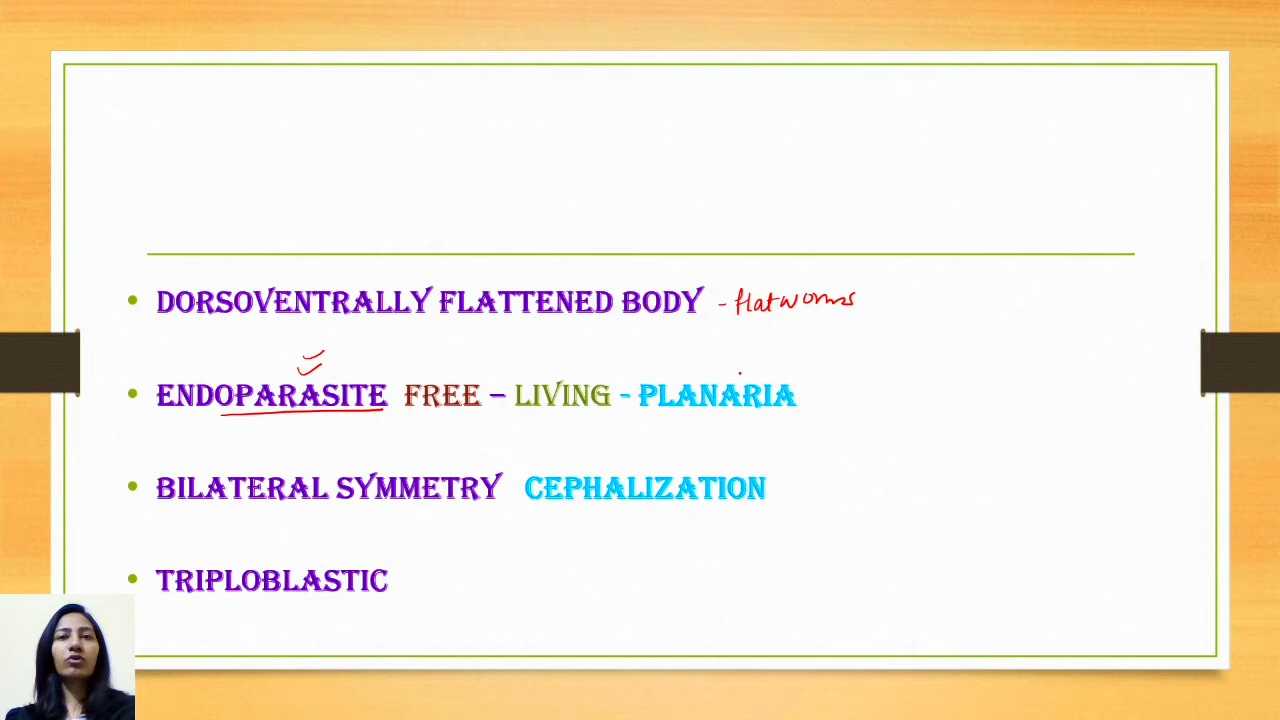 • DORSOVENTRALLY FLATTENED BODY - flatworms
• ENDOPARASITE FREE – LIVING - PLANARIA
• BILATERAL SYMMETRY CEPHALIZATION
• TRIPLOBLASTIC